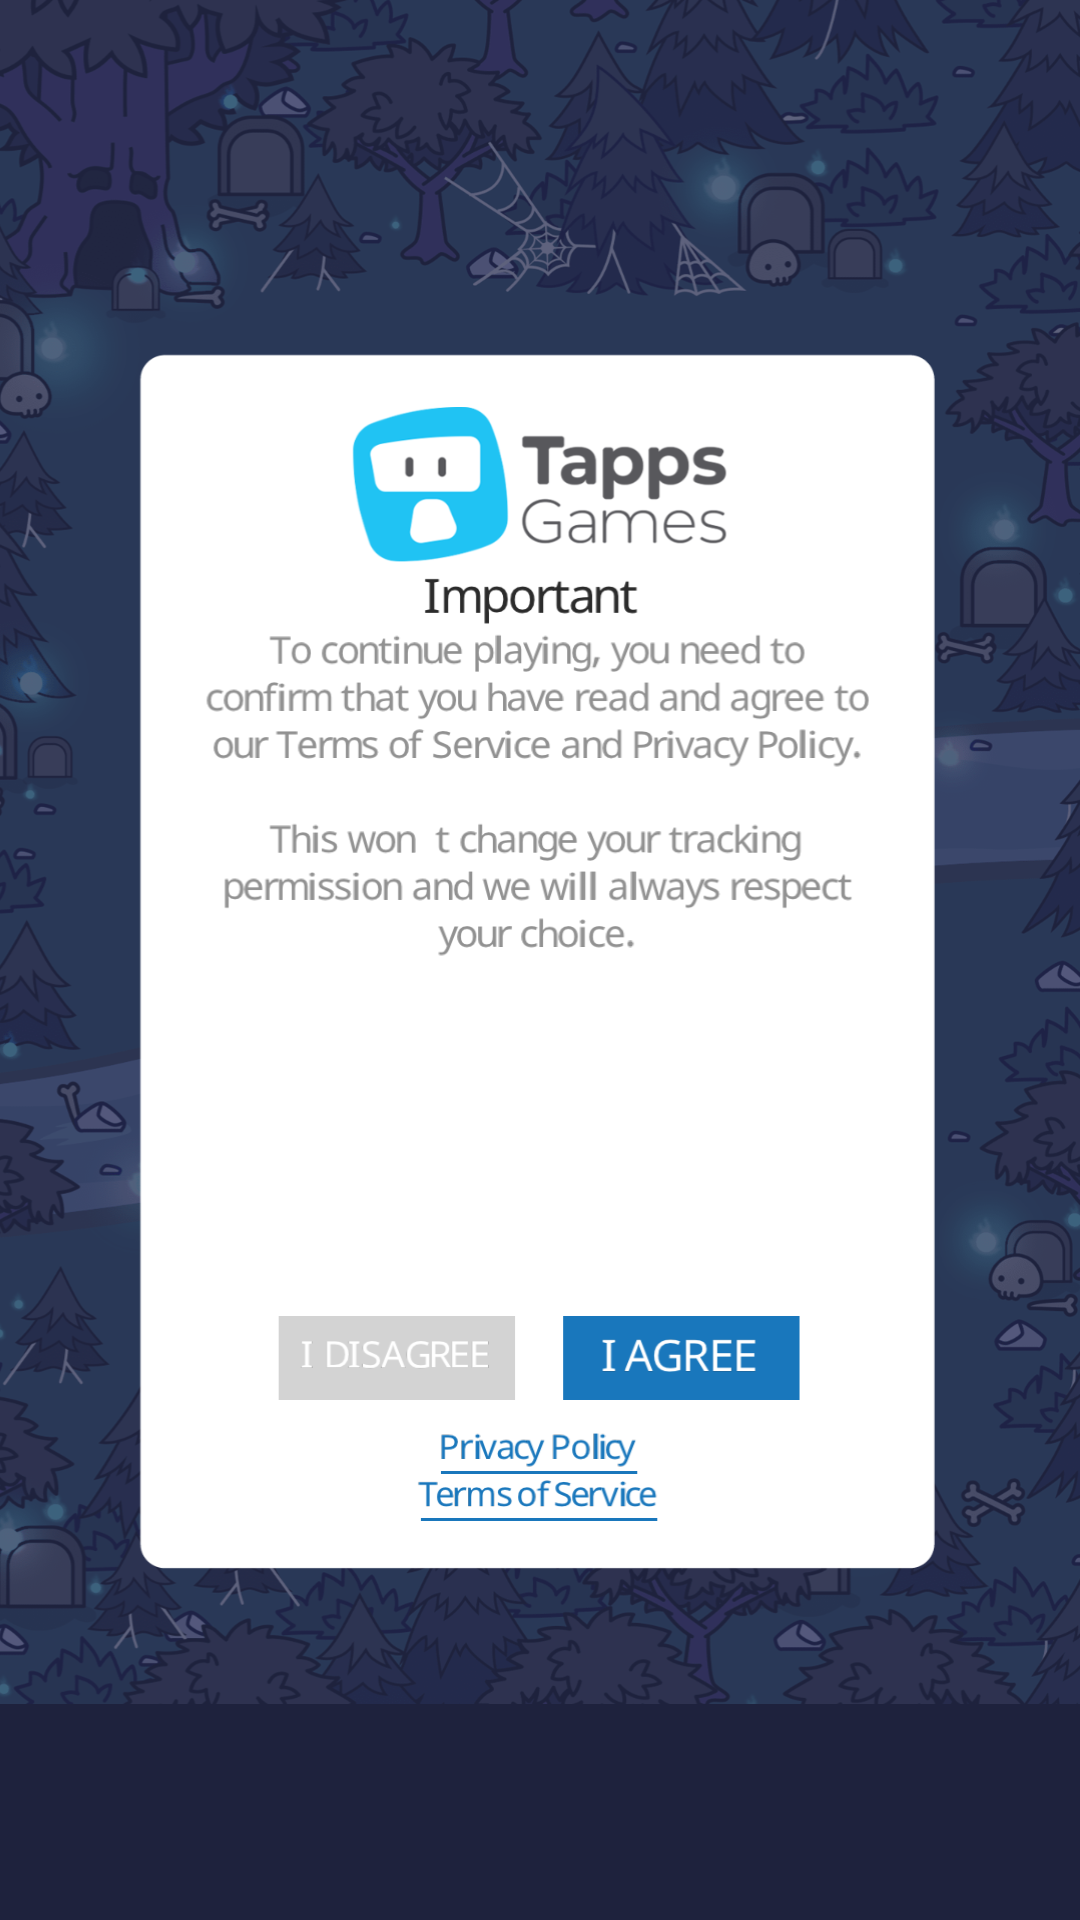 Tapps
Games
Important
To continue playing, you need to
confirm that you have read and agree to
our Terms of Service and Privacy Policy.
This won  t change your tracking
permission and we will always respect
your choice.
I DISAGREE
I AGREE
Privacy Policy
Terms of Service